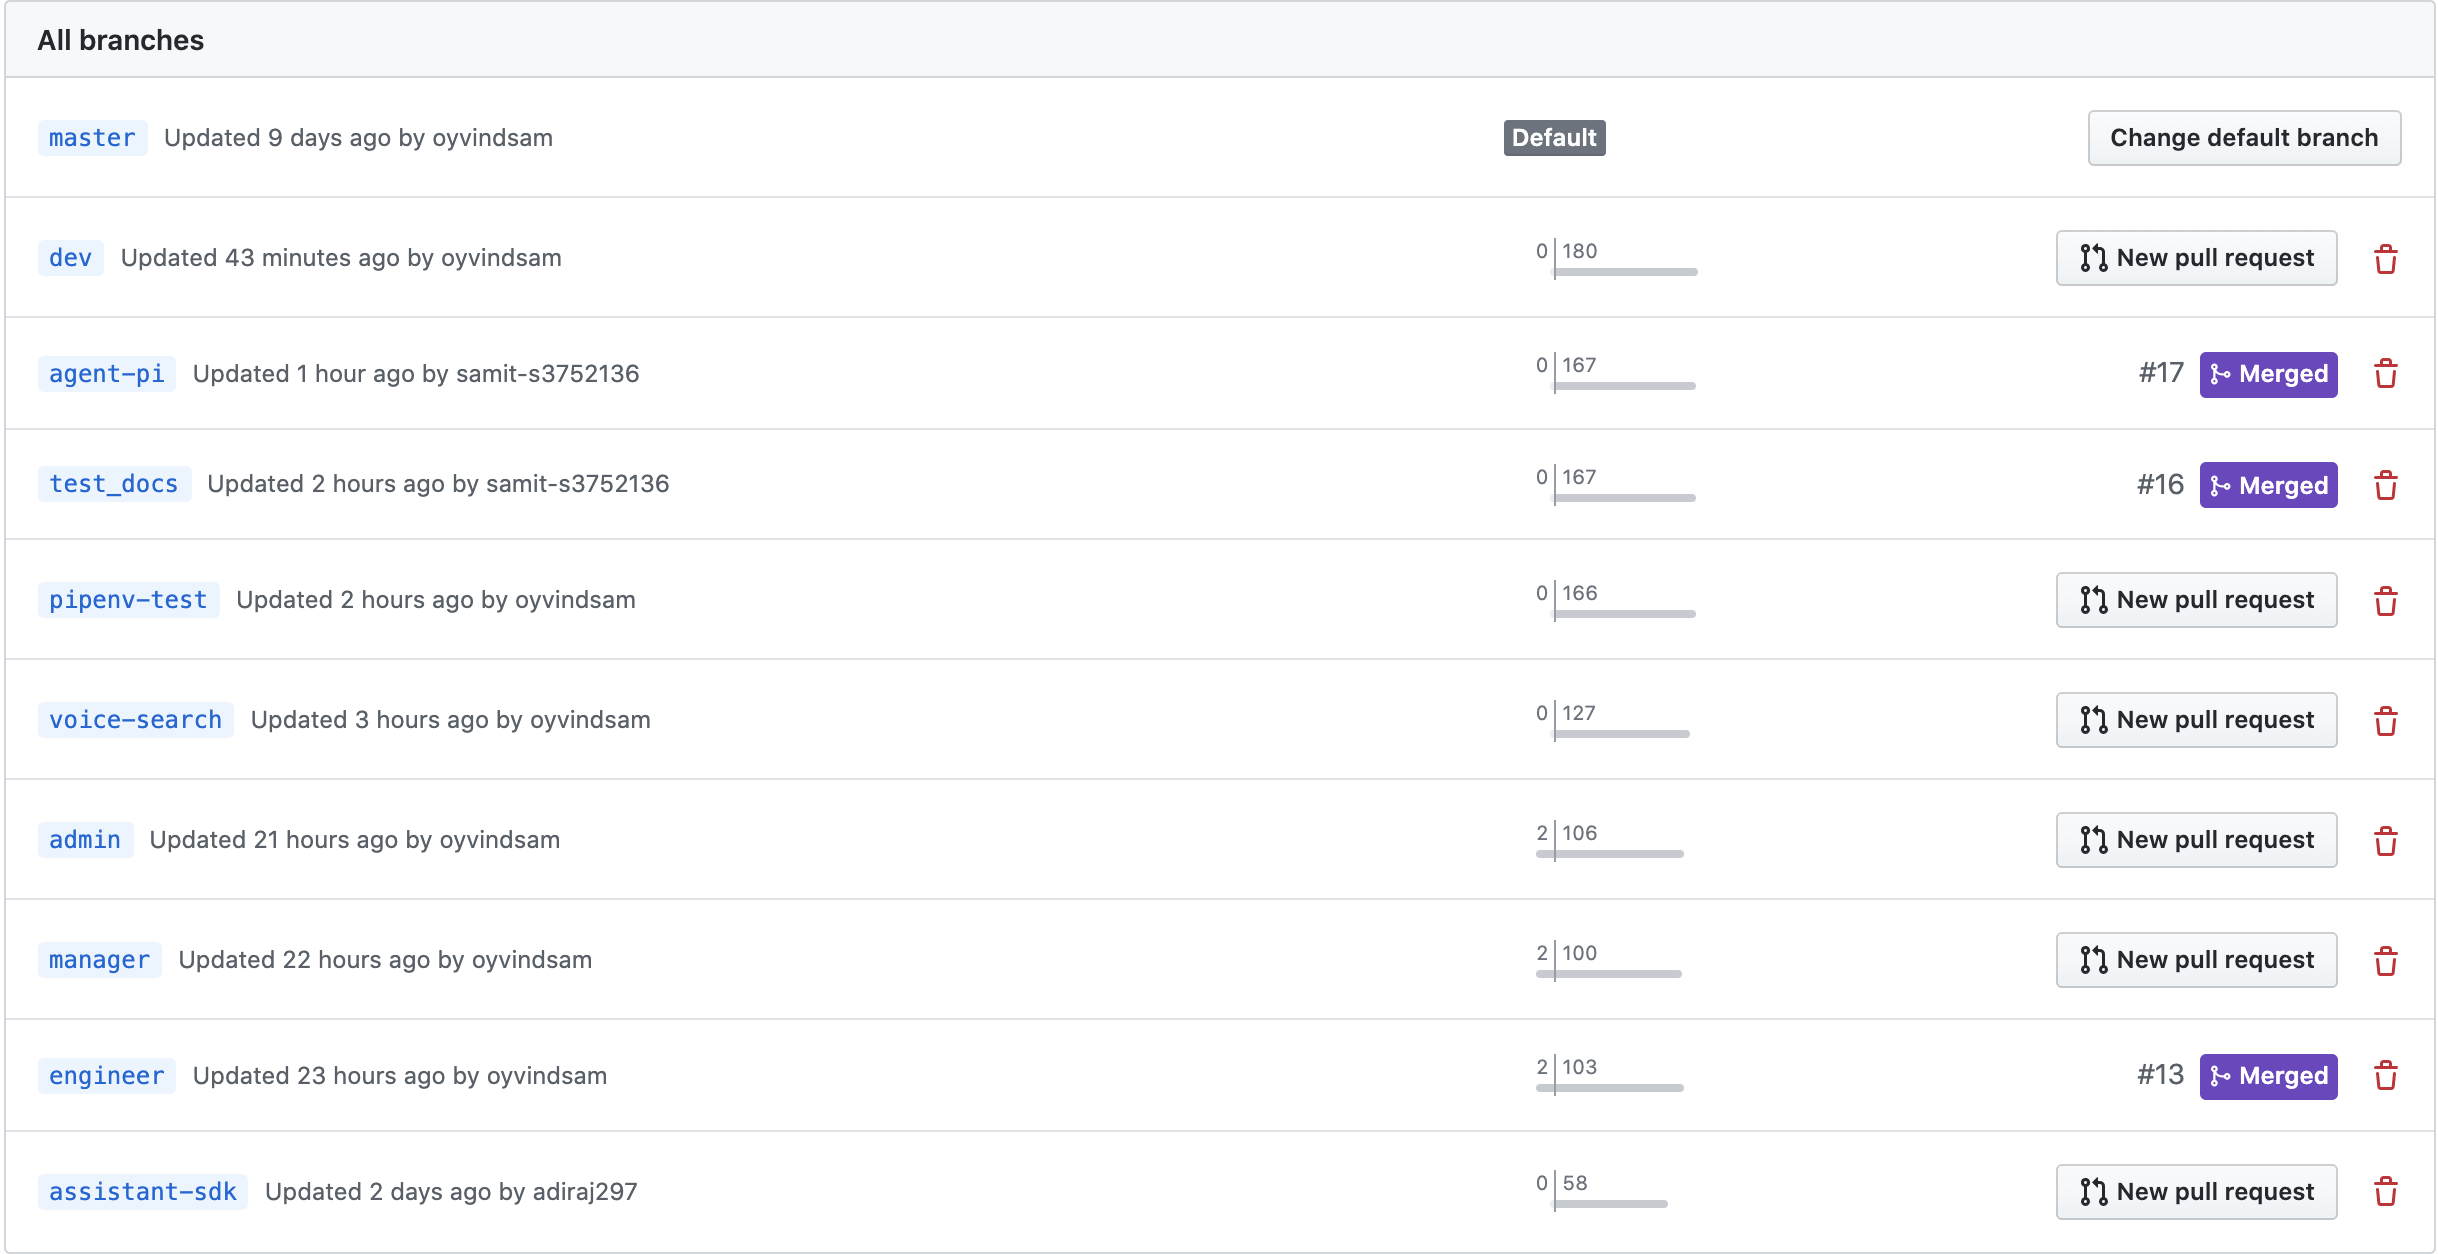 All branches
master Updated 9 days ago by oyvindsam Default Change default branch
dev Updated 43 minutes ago by oyvindsam 0 180 New pull request
agent-pi Updated 1 hour ago by samit-s3752136 0 167 #17 Merged
test_docs Updated 2 hours ago by samit-s3752136 0 167 #16 Merged
pipenv-test Updated 2 hours ago by oyvindsam 0 166 New pull request
voice-search Updated 3 hours ago by oyvindsam 0 127 New pull request
admin Updated 21 hours ago by oyvindsam 2 106 New pull request
manager Updated 22 hours ago by oyvindsam 2 100 New pull request
engineer Updated 23 hours ago by oyvindsam 2 103 #13 Merged
assistant-sdk Updated 2 days ago by adiraj297 0 58 New pull request